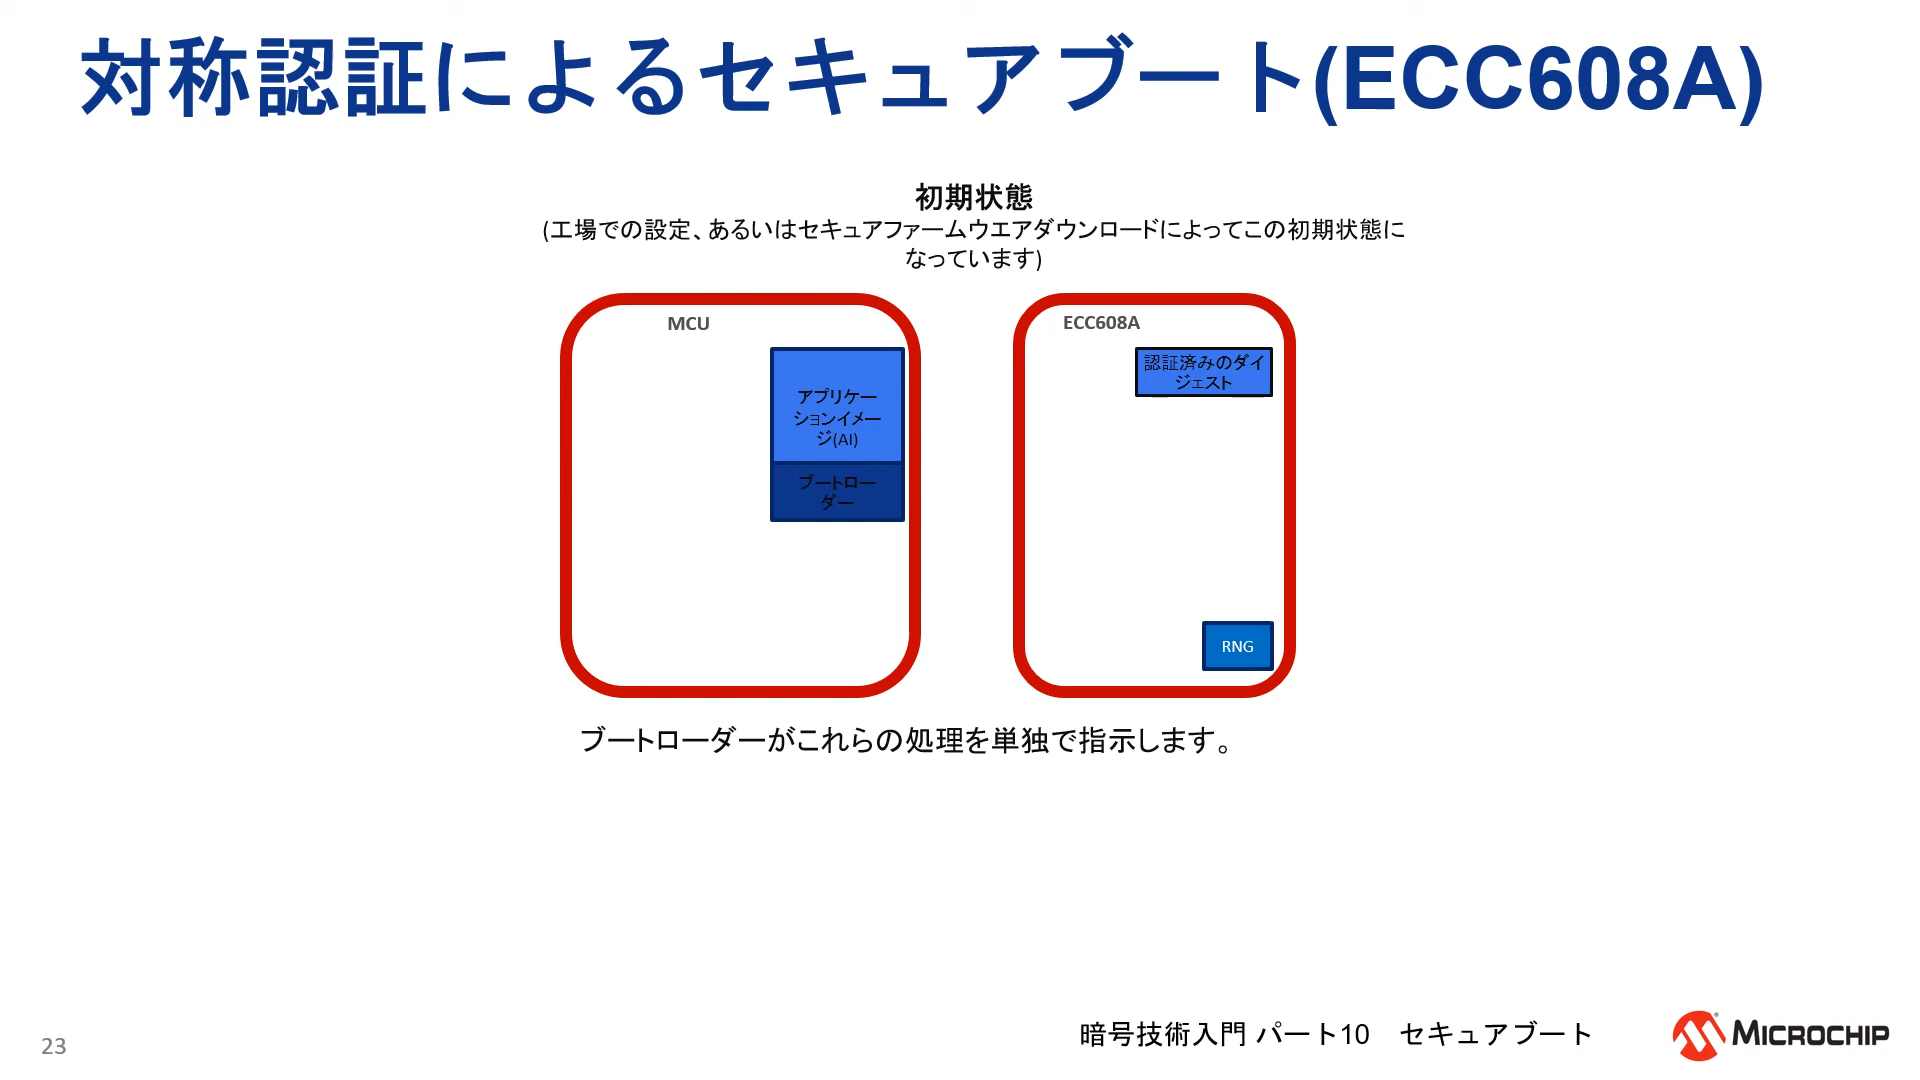 対称認証によるセキュアブート(ECC608A)
初期状態
(工場での設定、あるいはセキュアファームウエアダウンロードによってこの初期状態に
なっています)
MCU
アプリケー
ションイメー
ジ(AI)
ブートロー
ダー
ECC608A
認証済みのダイ
ジェスト
RNG
ブートローダーがこれらの処理を単独で指示します。
23
暗号技術入門 パート10　セキュアブート
MICROCHIP